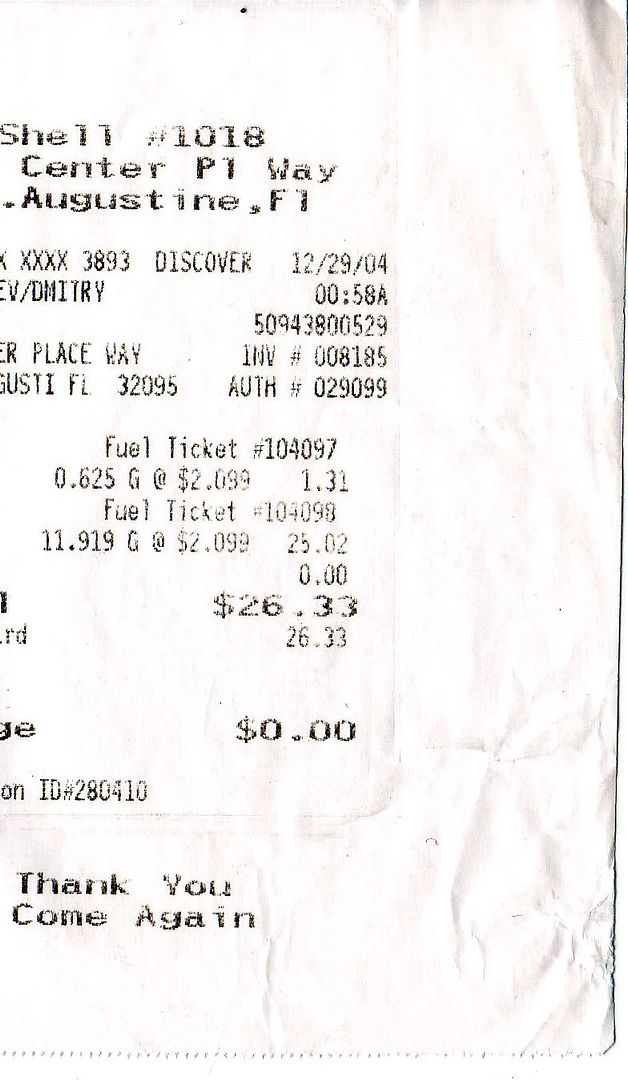 Shell #1018
Center Pl Way
.Augustine,Fl
X XXXX 3893 DISCOVER 12/29/04
EV/DMITRY 00:58A
50943800529
ER PLACE WAY INV # 008185
GUSTI FL 32095 AUTH # 029099
Fuel Ticket #104097
0.625 G @ $2.099 1.31
Fuel Ticket #104098
11.919 G @ $2.099 25.02
0.00
l $26.33
rd 26.33
ge $0.00
on ID#280410
Thank You
Come Again